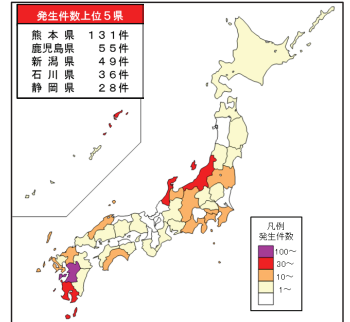 発生件数上位５県
熊本県 １３１件
鹿児島県 ５５件
新潟県 ４９件
石川県 ３６件
静岡県 ２８件
凡例
発生件数
100～
30～
10～
1～